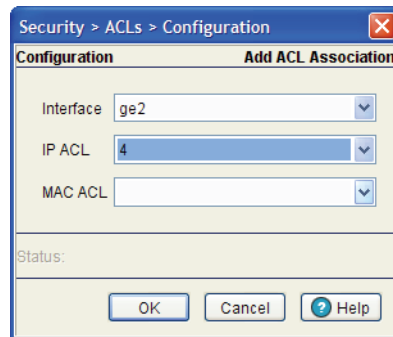 Security > ACLs > Configuration
Configuration Add ACL Association
Interface ge2
IP ACL 4
MAC ACL
Status:
OK Cancel ? Help